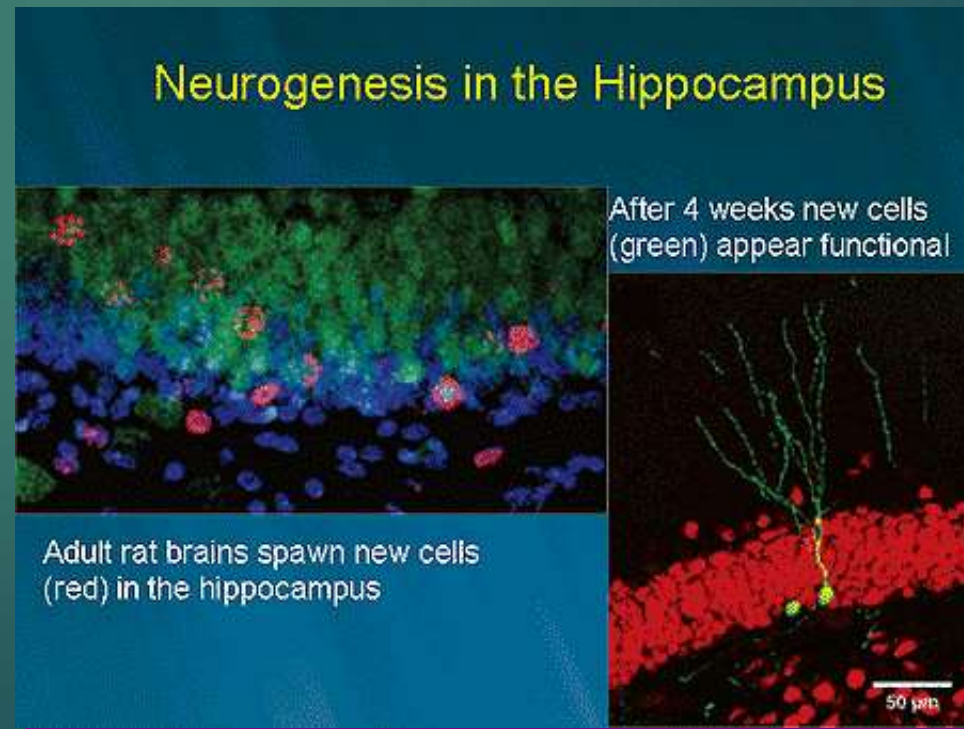 Neurogenesis in the Hippocampus
After 4 weeks new cells
(green) appear functional
Adult rat brains spawn new cells
(red) in the hippocampus
50 µm